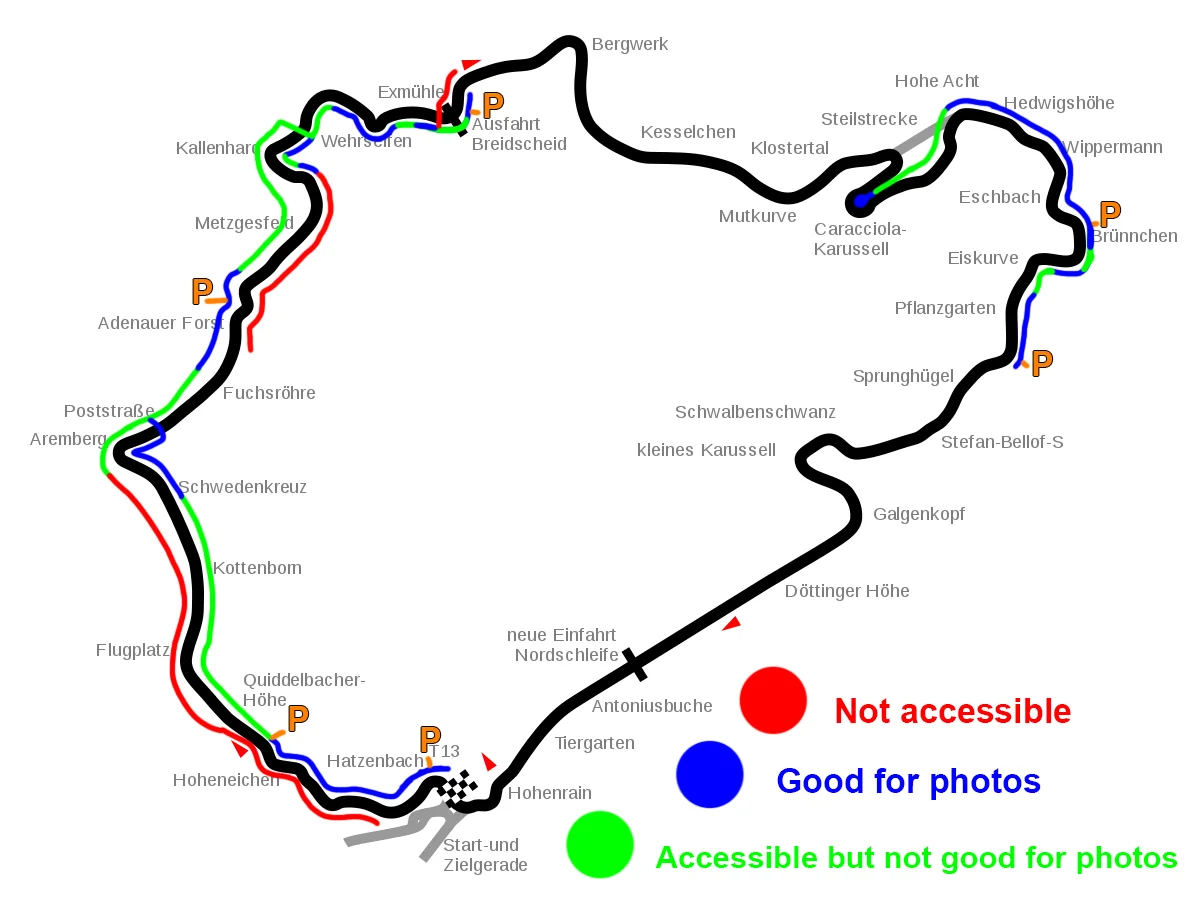 Bergwerk
Hohe Acht
Exmühle
P
Hedwigshöhe
Steilstrecke
Ausfahrt
Breidscheid
Kesselchen
Wehrseifen
Kallenhard
Klostertal
Wippermann
Eschbach
P
Metzgesfeld
Mutkurve
Caracciola-
Karussell
Brünnchen
Eiskurve
P
Pflanzgarten
Adenauer Forst
P
Sprunghügel
Fuchsröhre
Poststraße
Schwalbenschwanz
Aremberg
Stefan-Bellof-S
kleines Karussell
Schwedenkreuz
Galgenkopf
Kottenborn
Döttinger Höhe
neue Einfahrt
Nordschleife
Flugplatz
Quiddelbacher-
Höhe
P
Antoniusbuche
Not accessible
P
Tiergarten
T13
Hatzenbach
Hoheneichen
Good for photos
Hohenrain
Start-und
Zielgerade
Accessible but not good for photos